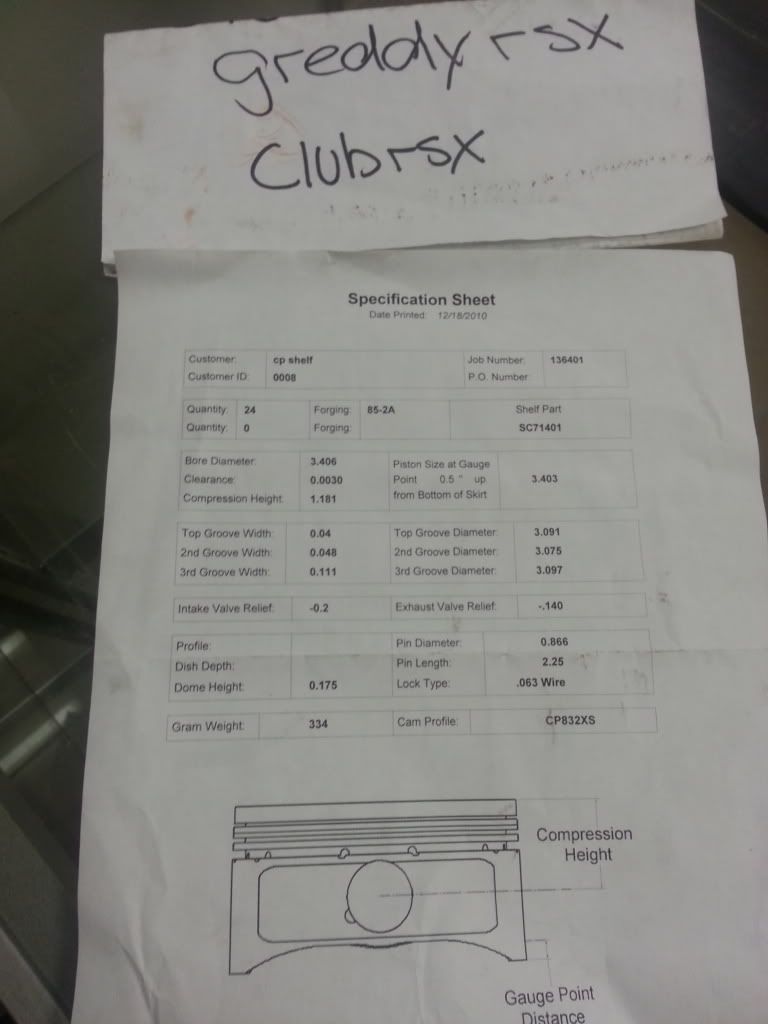 greddy rsx
Clubrsx
Specification Sheet
Date Printed: 12/18/2010
Customer: cp shelf Job Number: 136401
Customer ID: 0008 P.O. Number
Quantity: 24 Forging: 85-2A Shelf Part
Quantity: 0 Forging: SC71401
Bore Diameter: 3.406 Piston Size at Gauge
Clearance: 0.0030 Point 0.5 " up 3.403
Compression Height: 1.181 from Bottom of Skirt
Top Groove Width: 0.04 Top Groove Diameter: 3.091
2nd Groove Width: 0.048 2nd Groove Diameter: 3.075
3rd Groove Width: 0.111 3rd Groove Diameter: 3.097
Intake Valve Relief: -0.2 Exhaust Valve Relief: -.140
Profile: Pin Diameter: 0.866
Dish Depth: Pin Length: 2.25
Dome Height: 0.175 Lock Type: .063 Wire
Gram Weight: 334 Cam Profile: CP832XS
Compression
Height
Gauge Point
Distance